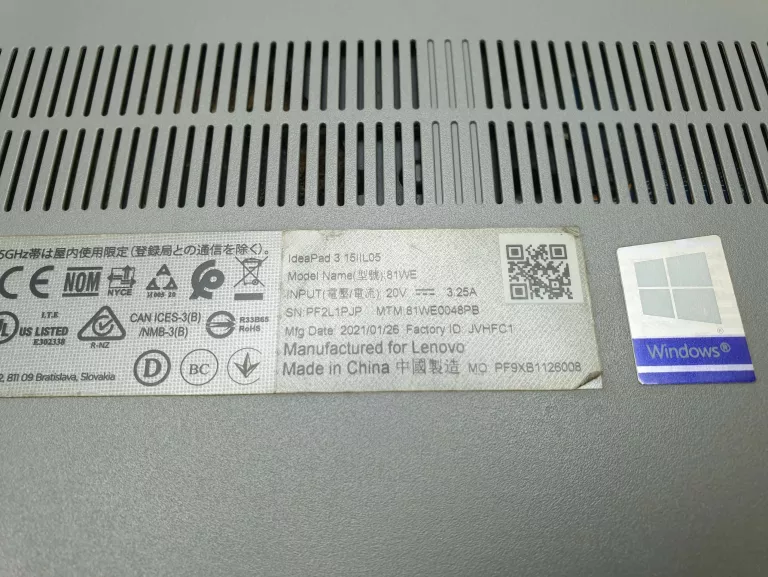 5GHz帯は屋内使用限定 (登録局との通信を除く)。
CE NOM NYCE
I.T.E
US LISTED
E302338
R-NZ
CAN ICES-3(B)
/NMB-3(B)
R33B65
RoHS
D BC
811 09 Bratislava, Slovakia
IdeaPad 3 15IIL05
Model Name(型號):81WE
INPUT(電壓/電流): 20V 3.25A
SN:PF2L1PJP MTM:81WE0048PB
Mfg Date: 2021/01/26 Factory ID: JVHFC1
Manufactured for Lenovo
Made in China 中國製造 MO: PF9XB1126008
Windows®